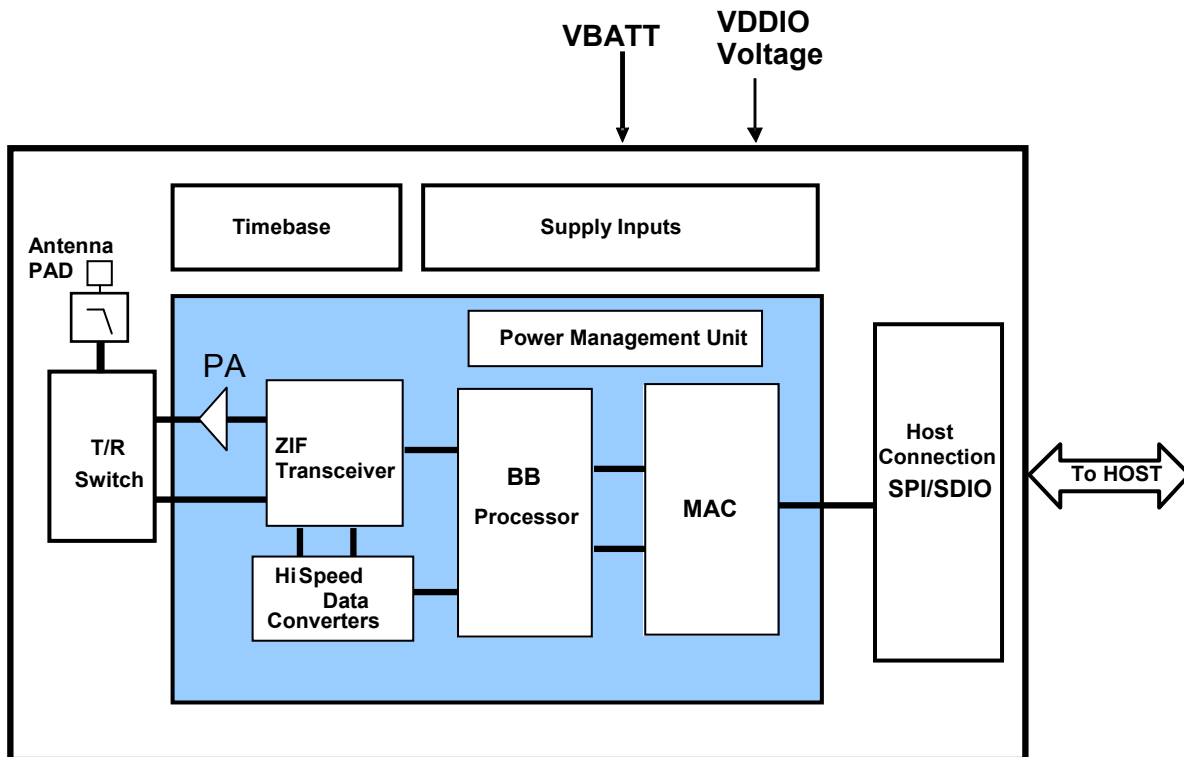 VBATT
VDDIO
Voltage
Timebase
Supply Inputs
Antenna
PAD
Power Management Unit
PA
T/R
Switch
ZIF
Transceiver
BB
Processor
MAC
Host
Connection
SPI/SDIO
To HOST
Hi Speed
Data
Converters